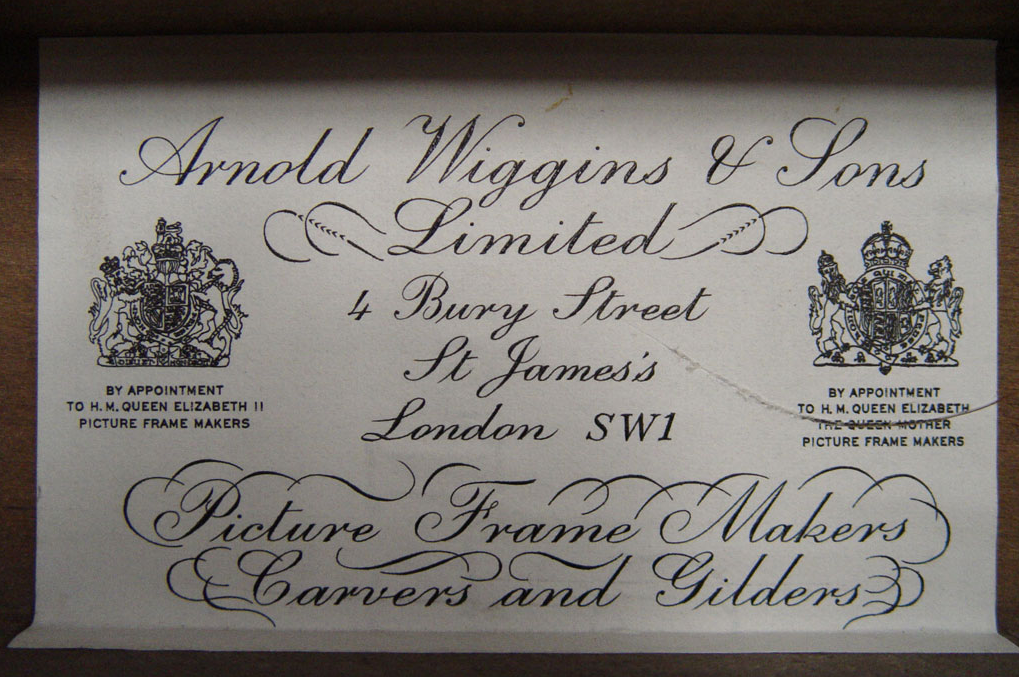 Arnold Wiggins & Sons
Limited
4 Bury Street
St James's
London SW1
BY APPOINTMENT
TO H.M. QUEEN ELIZABETH II
PICTURE FRAME MAKERS
BY APPOINTMENT
TO H.M. QUEEN ELIZABETH
THE QUEEN MOTHER
PICTURE FRAME MAKERS
Picture Frame Makers
Carvers and Gilders